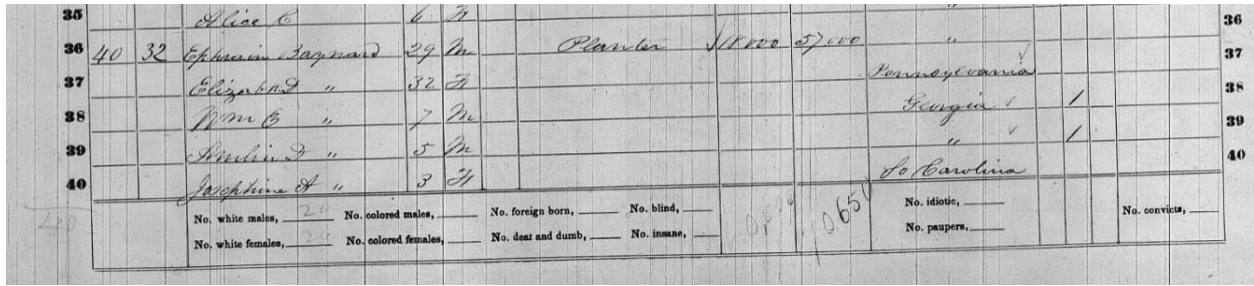 35 Alice C 6 F " 36
36 40 32 Ephraim Baynard 29 M Planter 18000 57000 " 37
37 Elizabeth D " 32 F Pennsylvania 38
38 Wm E " 7 M Georgia 1 39
39 D " 5 M " 1 40
40 Josephine A " 3 F So Carolina
40 No. white males, 20 No. colored males, No. foreign born, No. blind, 10650 No. idiotic, No. convicts,
No. white females, 20 No. colored females, No. deaf and dumb, No. insane, No. paupers,